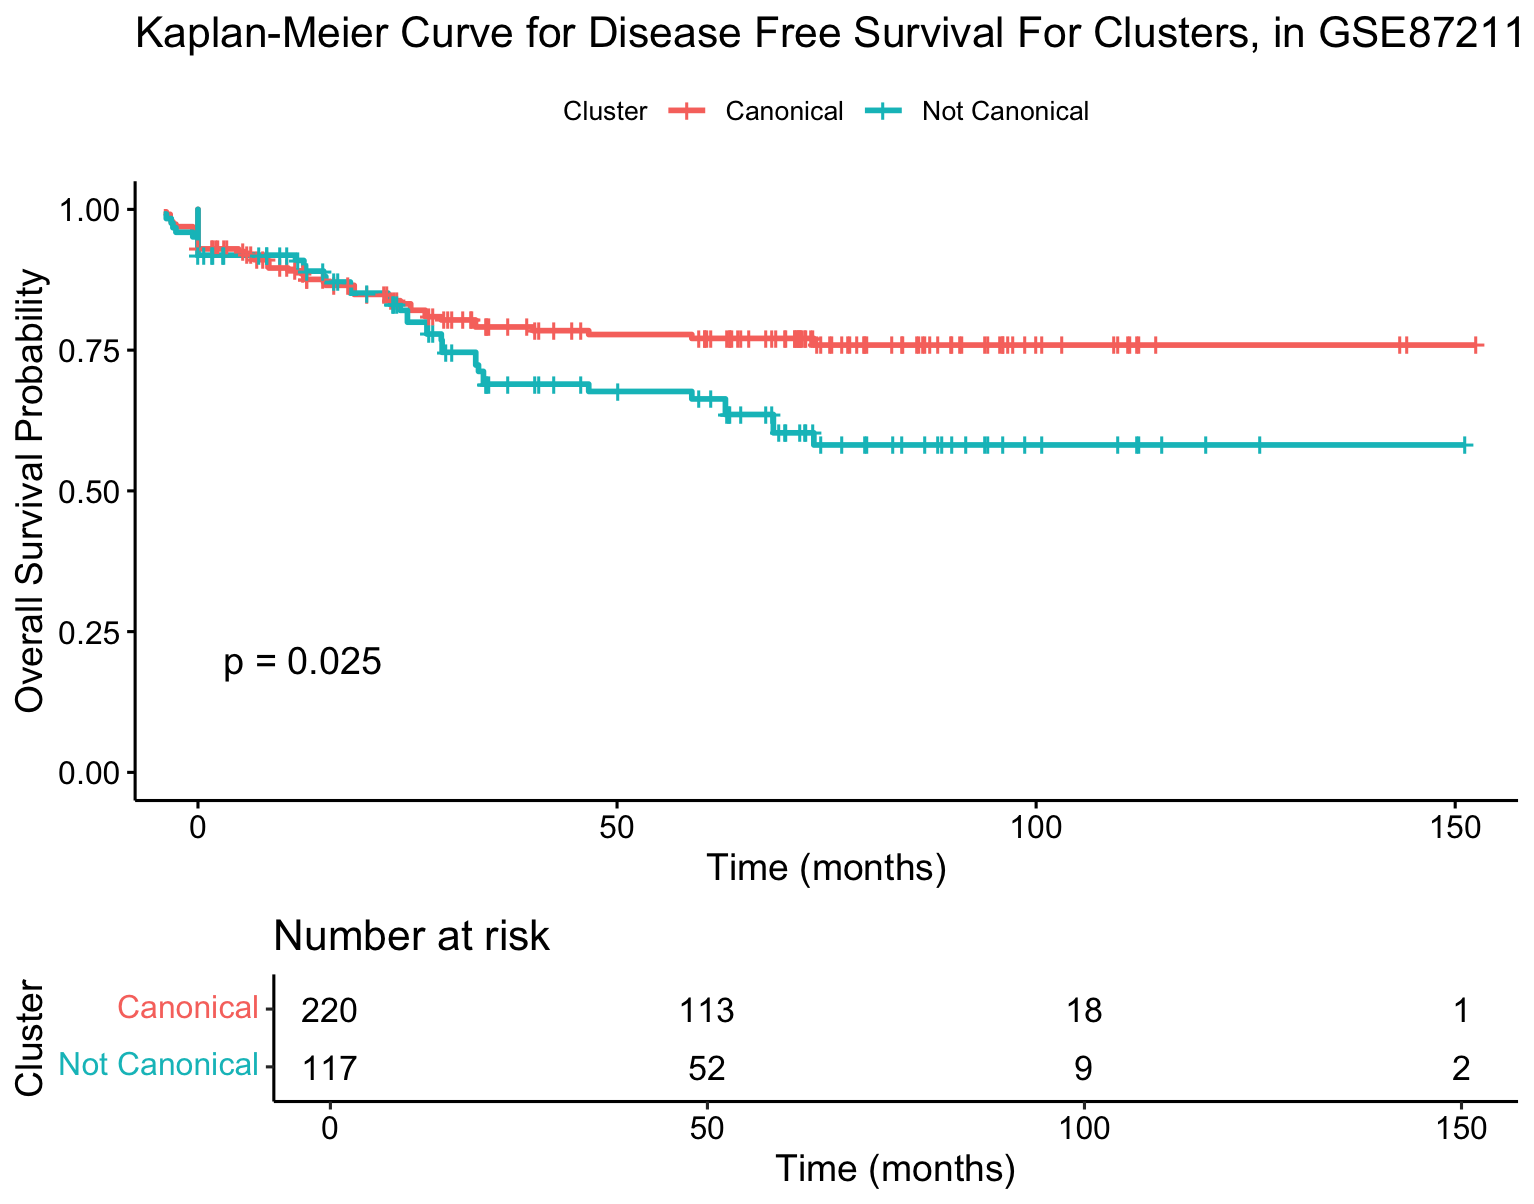 Kaplan-Meier Curve for Disease Free Survival For Clusters, in GSE87211
Cluster Canonical Not Canonical
Overall Survival Probability
1.00
0.75
0.50
0.25
0.00
p = 0.025
0 50 100 150
Time (months)
Number at risk
Cluster
Canonical 220 113 18 1
Not Canonical 117 52 9 2
0 50 100 150
Time (months)